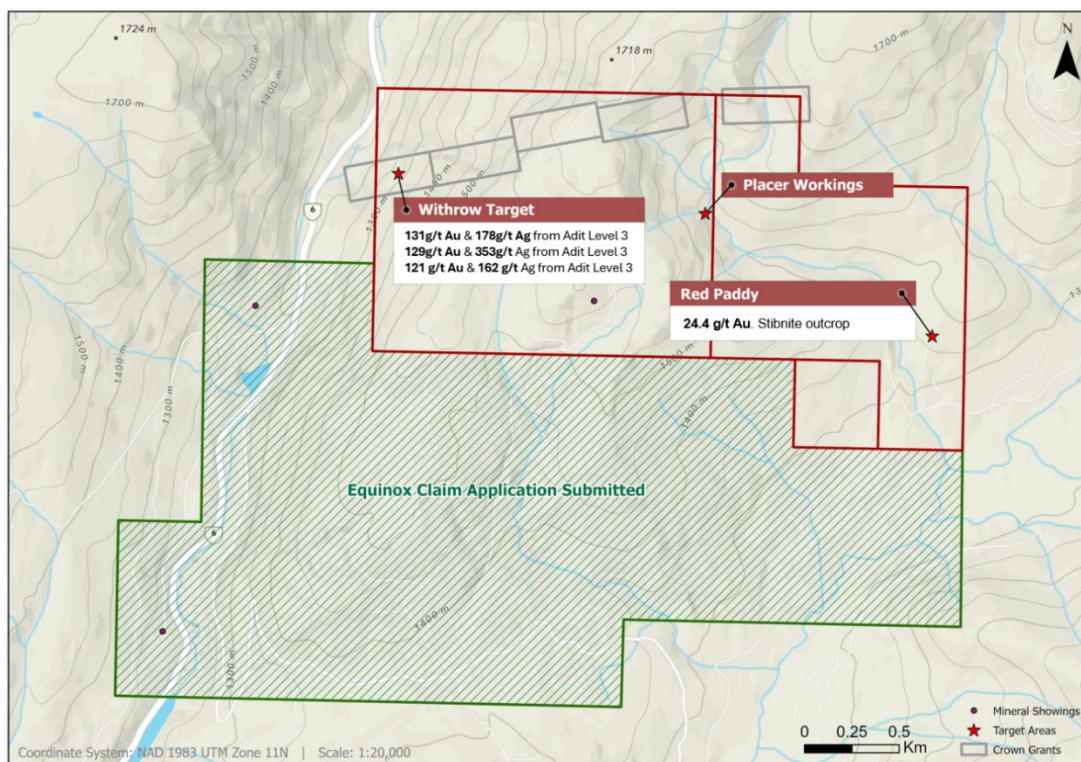 1724 m
1500 m
1400 m
1700 m
1718 m
1700 m
N
6
1300 m
1400 m
500 m
Withrow Target
131g/t Au & 178g/t Ag from Adit Level 3
129g/t Au & 353g/t Ag from Adit Level 3
121 g/t Au & 162 g/t Ag from Adit Level 3
Placer Workings
Red Paddy
24.4 g/t Au. Stibnite outcrop
1500 m
1400 m
1300 m
1500 m
1400 m
Equinox Claim Application Submitted
6
1400 m
1300 m
Mineral Showings
Target Areas
Crown Grants
0 0.25 0.5
Km
Coordinate System: NAD 1983 UTM Zone 11N | Scale: 1:20,000